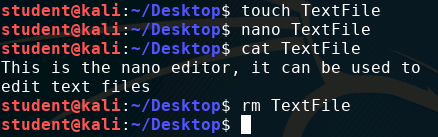 student@kali:~/Desktop$ touch TextFile
student@kali:~/Desktop$ nano TextFile
student@kali:~/Desktop$ cat TextFile
This is the nano editor, it can be used to
edit text files
student@kali:~/Desktop$ rm TextFile
student@kali:~/Desktop$